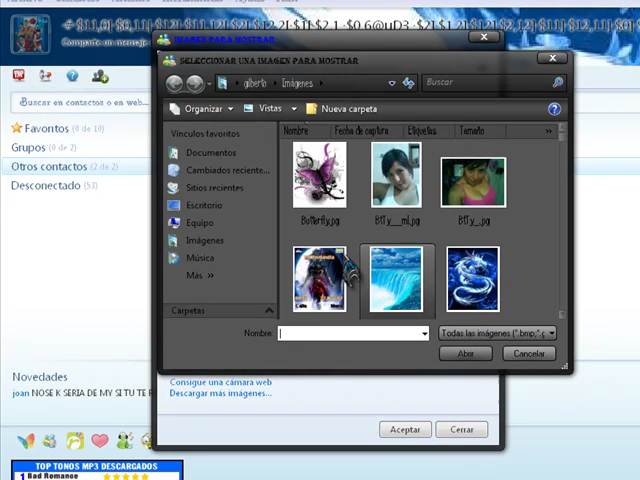 IMAGEN PARA MOSTRAR
Comparte un mensaje
SELECCIONAR UNA IMAGEN PARA MOSTRAR
gilberto Imágenes
Buscar
Organizar Vistas Nueva carpeta
Buscar en contactos o en web...
Favoritos (0 de 10)
Grupos (0 de 2)
Otros contactos (2 de 2)
Desconectado (53)
Vínculos favoritos
Documentos
Cambiados reciente...
Sitios recientes
Escritorio
Equipo
Imágenes
Música
Más »
Carpetas
Nombre Fecha de captura Etiquetas Tamaño »
Butterfly.jpg
Nombre:
Todas las imágenes (*.bmp;*.g
Abrir Cancelar
Novedades
joan NOSE K SERIA DE MY SI TU TE
Consigue una cámara web
Descargar más imágenes...
Aceptar Cerrar
TOP TONOS MP3 DESCARGADOS
1 Bad Romance